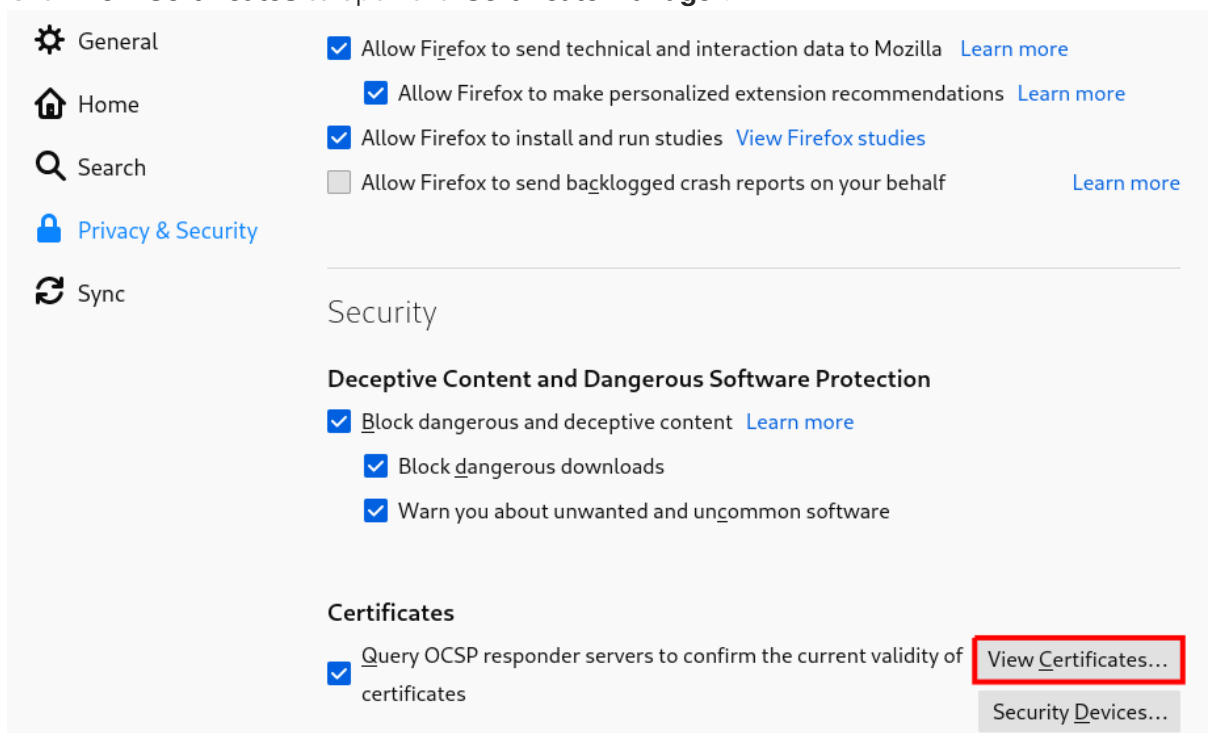 General
Home
Search
Privacy & Security
Sync
Allow Firefox to send technical and interaction data to Mozilla Learn more
Allow Firefox to make personalized extension recommendations Learn more
Allow Firefox to install and run studies View Firefox studies
Allow Firefox to send backlogged crash reports on your behalf Learn more
Security
Deceptive Content and Dangerous Software Protection
Block dangerous and deceptive content Learn more
Block dangerous downloads
Warn you about unwanted and uncommon software
Certificates
Query OCSP responder servers to confirm the current validity of
certificates
View Certificates...
Security Devices...